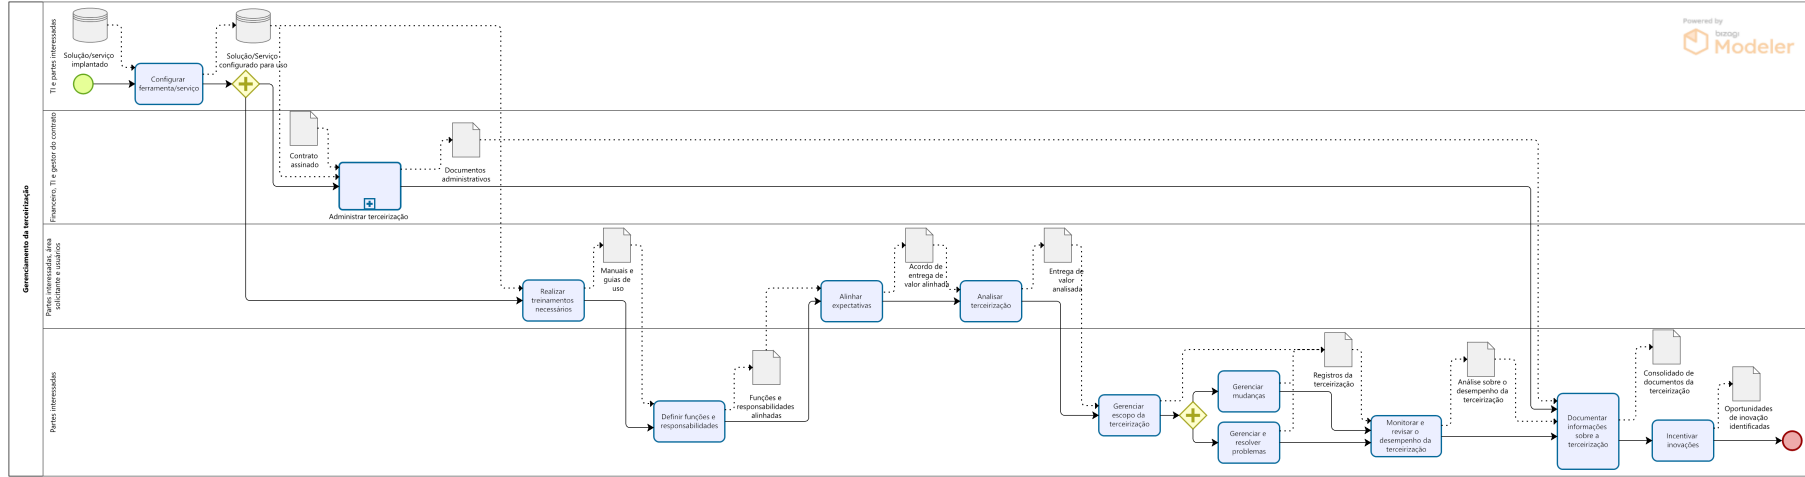 Gerenciamento da terceirização
TI e partes interessadas
Solução/serviço
implantado
Configurar
ferramenta/serviço
Solução/Serviço
configurado para uso
Powered by
bizagi
Modeler
Financeiro, TI e gestor do contrato
Contrato
assinado
Administrar terceirização
Documentos
administrativos
Partes interessadas, área
solicitante e usuários
Realizar
treinamentos
necessários
Manuais e
guias de
uso
Alinhar
expectativas
Acordo de
entrega de
valor alinhada
Analisar
terceirização
Entrega de
valor
analisada
Partes interessadas
Definir funções e
responsabilidades
Funções e
responsabilidades
alinhadas
Gerenciar
escopo da
terceirização
Gerenciar
mudanças
Gerenciar e
resolver
problemas
Registros da
terceirização
Monitorar e
revisar o
desempenho da
terceirização
Análise sobre o
desempenho da
terceirização
Documentar
informações
sobre a
terceirização
Consolidado de
documentos da
terceirização
Incentivar
inovações
Oportunidades
de inovação
identificadas